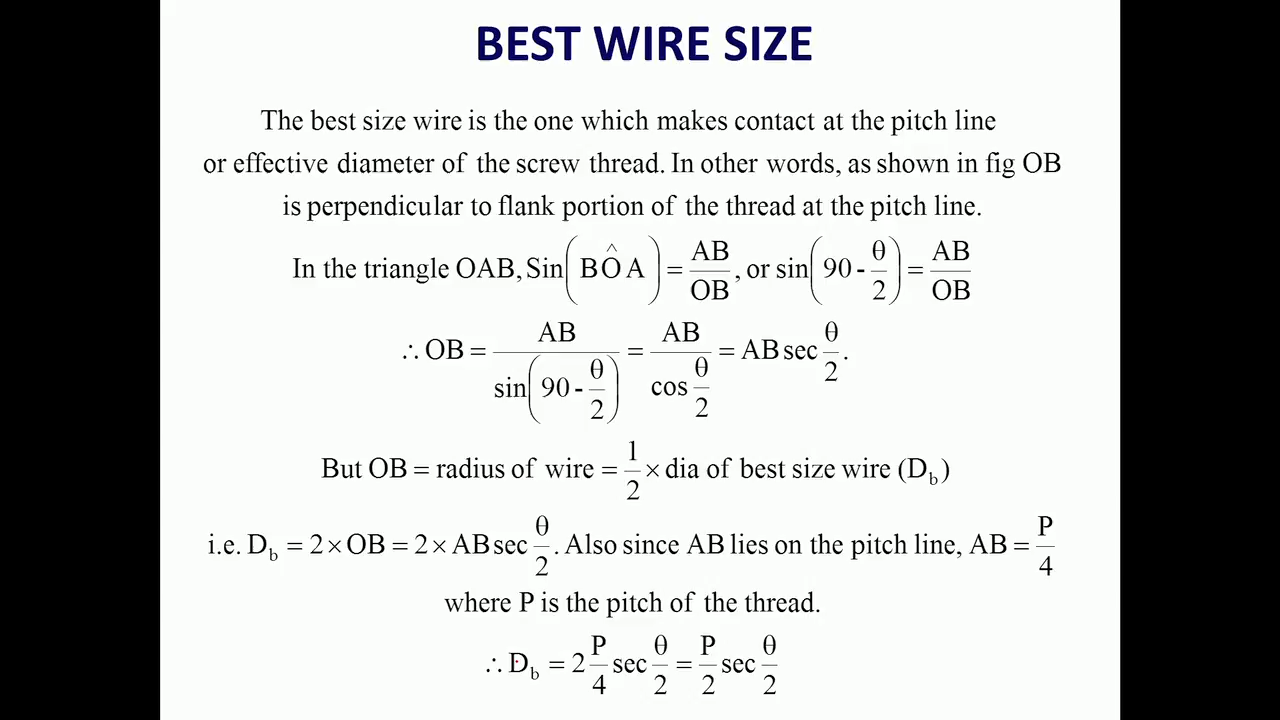 BEST WIRE SIZE
The best size wire is the one which makes contact at the pitch line
or effective diameter of the screw thread. In other words, as shown in fig OB
is perpendicular to flank portion of the thread at the pitch line.
In the triangle OAB, Sin(BÔA) = AB/OB, or sin(90 - θ/2) = AB/OB
∴ OB = AB/sin(90 - θ/2) = AB/cos θ/2 = AB sec θ/2.
But OB = radius of wire = 1/2 × dia of best size wire (D_b)
i.e. D_b = 2 × OB = 2 × AB sec θ/2. Also since AB lies on the pitch line, AB = P/4
where P is the pitch of the thread.
∴ D_b = 2 P/4 sec θ/2 = P/2 sec θ/2